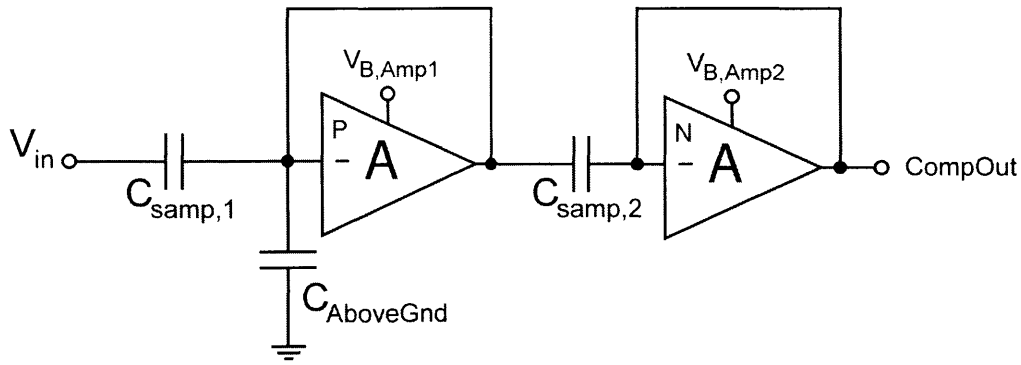 V_B,Amp1
V_B,Amp2
P
N
V_in
−
A
−
A
CompOut
C_samp,1
C_samp,2
C_AboveGnd